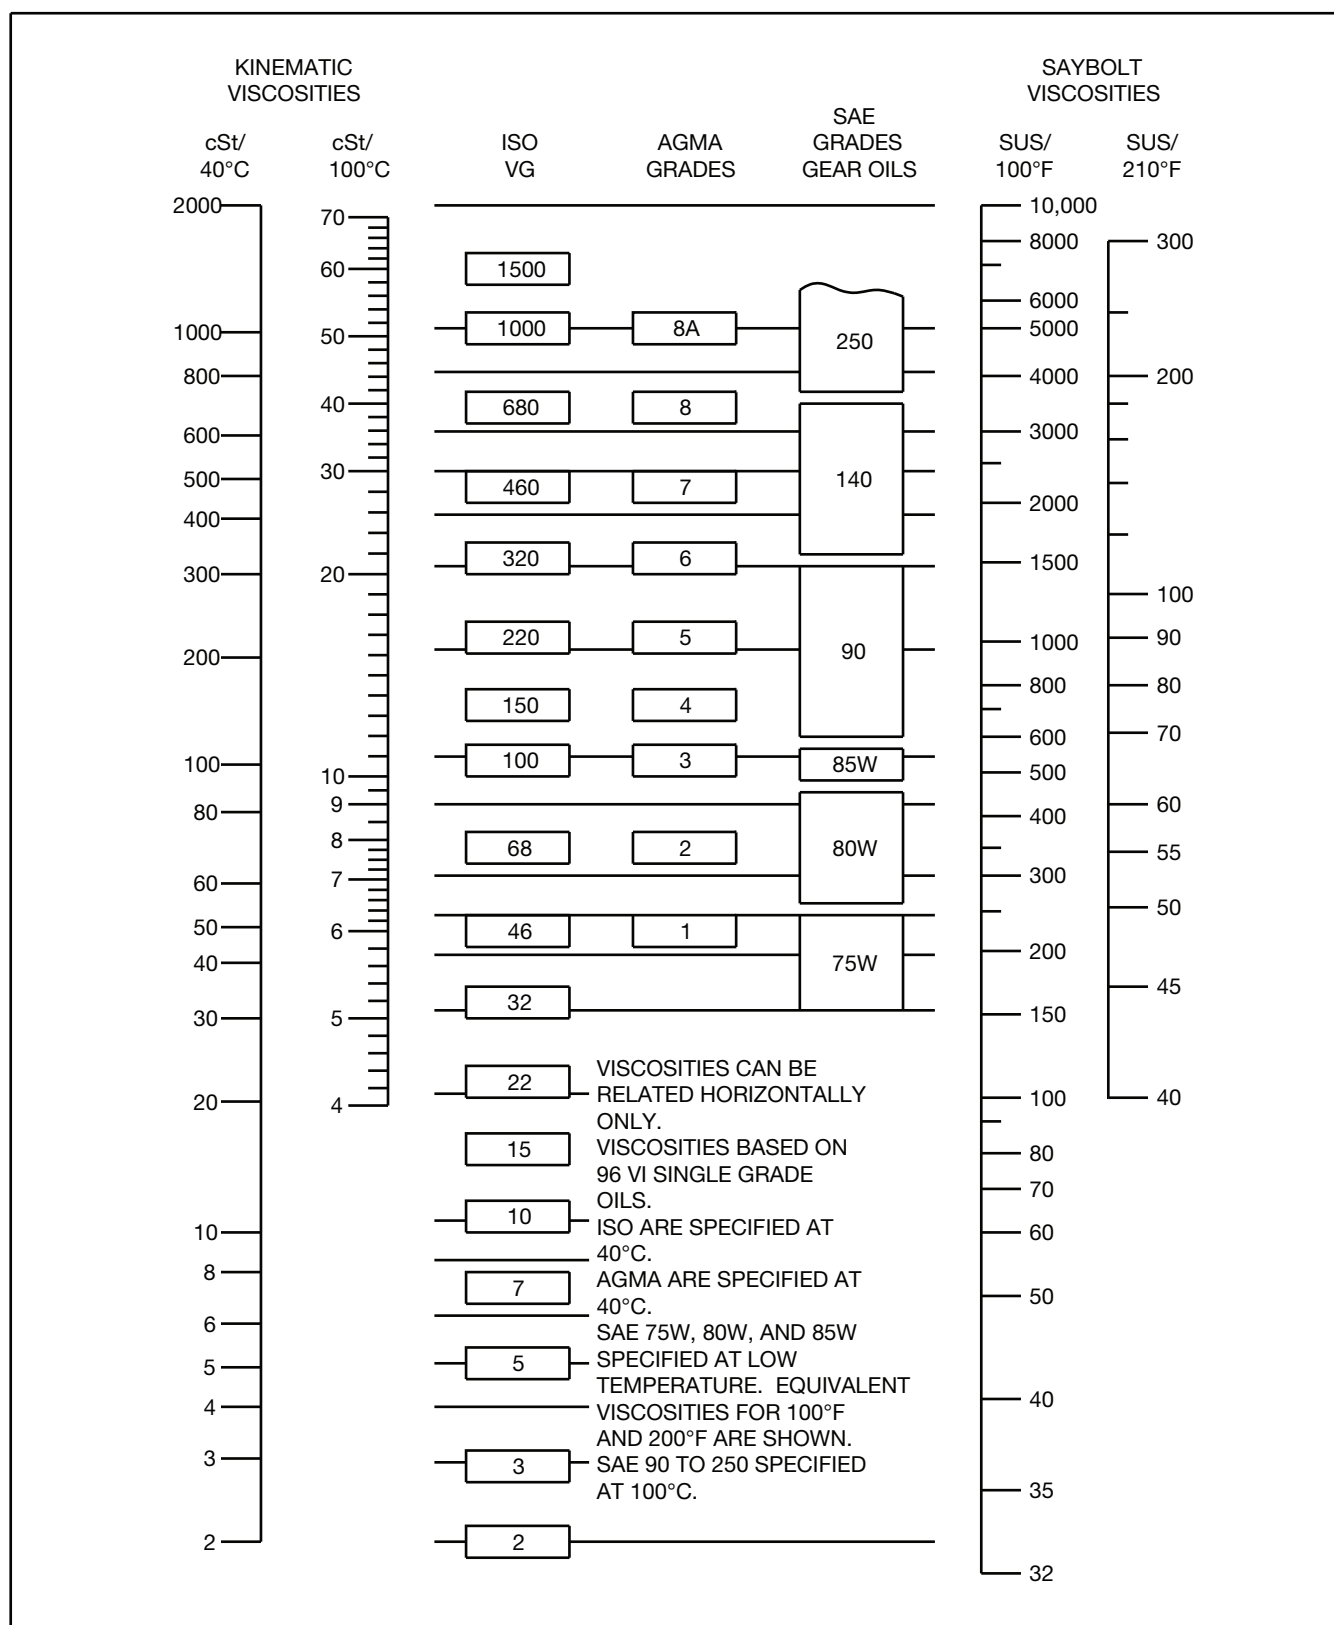 KINEMATIC
VISCOSITIES
SAYBOLT
VISCOSITIES
cSt/
40°C
cSt/
100°C
ISO
VG
AGMA
GRADES
SAE
GRADES
GEAR OILS
SUS/
100°F
SUS/
210°F
2000
1000
800
600
500
400
300
200
100
80
60
50
40
30
20
10
8
6
5
4
3
2
70
60
50
40
30
20
10
9
8
7
6
5
4
1500
1000
680
460
320
220
150
100
68
46
32
22
15
10
7
5
3
2
8A
8
7
6
5
4
3
2
1
250
140
90
85W
80W
75W
VISCOSITIES CAN BE
RELATED HORIZONTALLY
ONLY.
VISCOSITIES BASED ON
96 VI SINGLE GRADE
OILS.
ISO ARE SPECIFIED AT
40°C.
AGMA ARE SPECIFIED AT
40°C.
SAE 75W, 80W, AND 85W
SPECIFIED AT LOW
TEMPERATURE. EQUIVALENT
VISCOSITIES FOR 100°F
AND 200°F ARE SHOWN.
SAE 90 TO 250 SPECIFIED
AT 100°C.
10,000
8000
6000
5000
4000
3000
2000
1500
1000
800
600
500
400
300
200
150
100
80
70
60
50
40
35
32
300
200
100
90
80
70
60
55
50
45
40